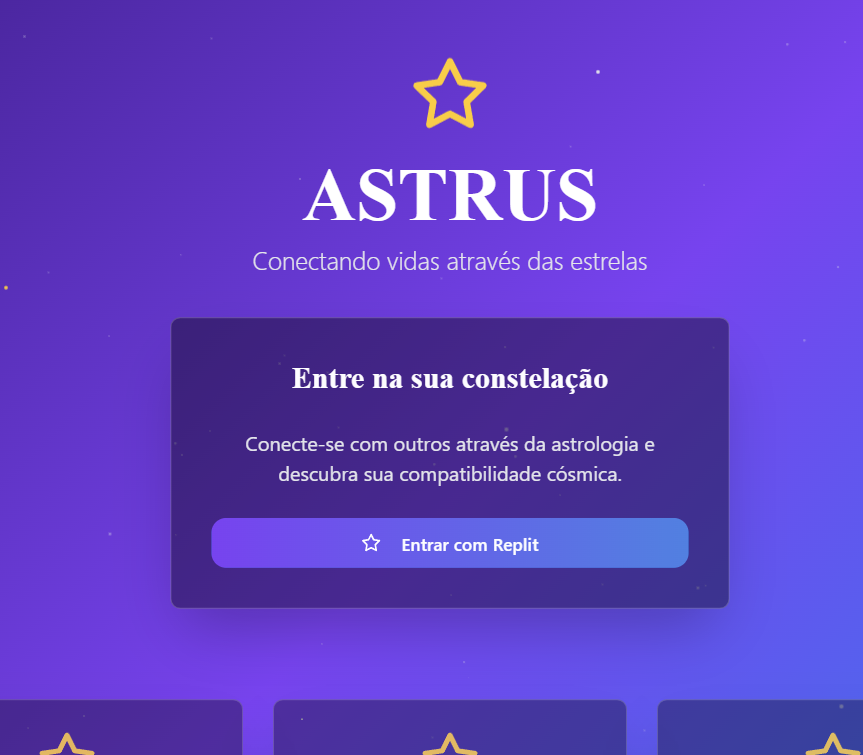 ASTRUS
Conectando vidas através das estrelas
Entre na sua constelação
Conecte-se com outros através da astrologia e
descubra sua compatibilidade cósmica.
Entrar com Replit